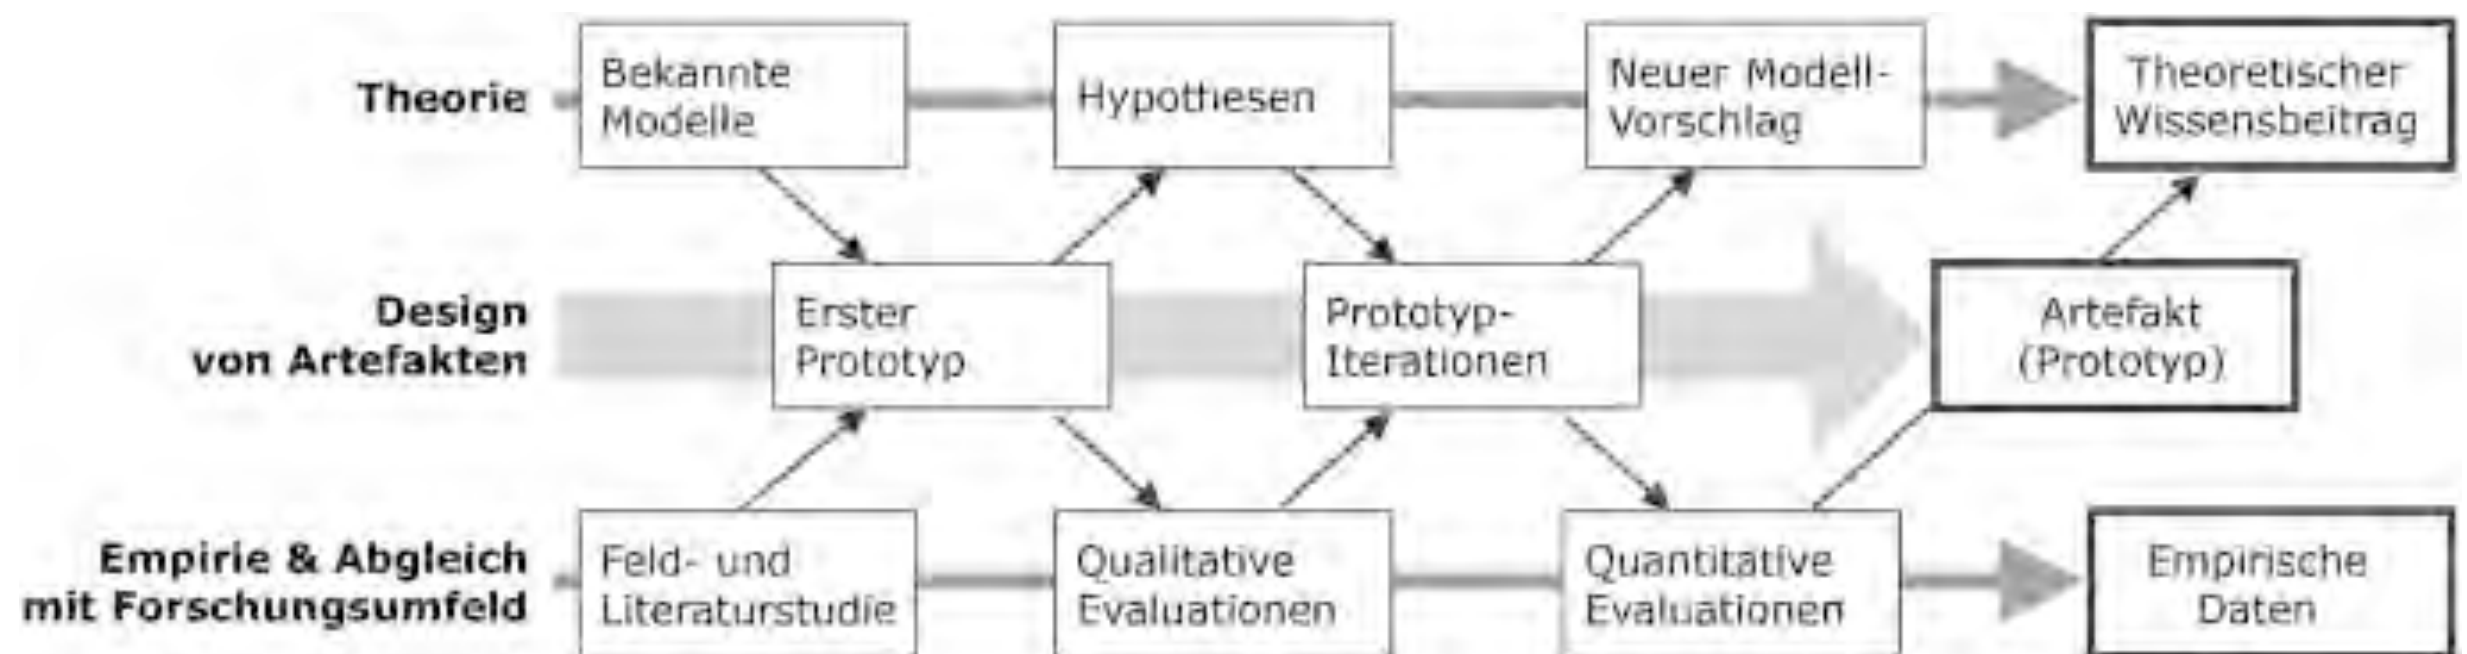 Theorie
Bekannte
Modelle
Hypothesen
Neuer Modell-
Vorschlag
Theoretischer
Wissensbeitrag
Design
von Artefakten
Erster
Prototyp
Prototyp-
Iterationen
Artefakt
(Prototyp)
Empirie & Abgleich
mit Forschungsumfeld
Feld- und
Literaturstudie
Qualitative
Evaluationen
Quantitative
Evaluationen
Empirische
Daten